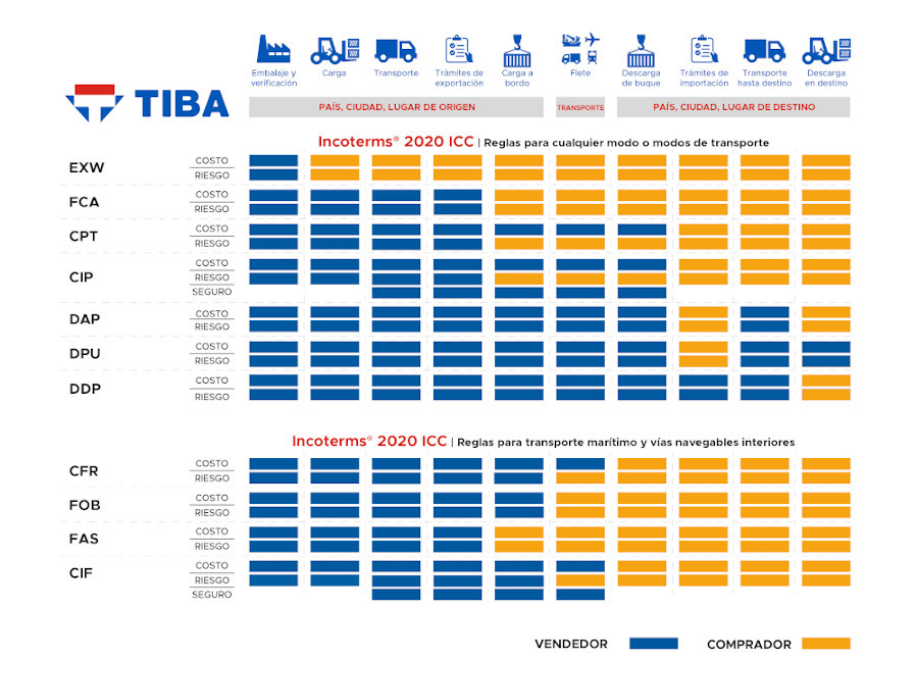 Embalaje y
verificación
Carga
Transporte
Trámites de
exportación
Carga a
bordo
Flete
Descarga
de buque
Trámites de
importación
Transporte
hasta destino
Descarga
en destino
TIBA
PAÍS, CIUDAD, LUGAR DE ORIGEN
TRANSPORTE
PAÍS, CIUDAD, LUGAR DE DESTINO
Incoterms® 2020 ICC | Reglas para cualquier modo o modos de transporte
EXW
COSTO
RIESGO
FCA
COSTO
RIESGO
CPT
COSTO
RIESGO
CIP
COSTO
RIESGO
SEGURO
DAP
COSTO
RIESGO
DPU
COSTO
RIESGO
DDP
COSTO
RIESGO
Incoterms® 2020 ICC | Reglas para transporte marítimo y vías navegables interiores
CFR
COSTO
RIESGO
FOB
COSTO
RIESGO
FAS
COSTO
RIESGO
CIF
COSTO
RIESGO
SEGURO
VENDEDOR
COMPRADOR